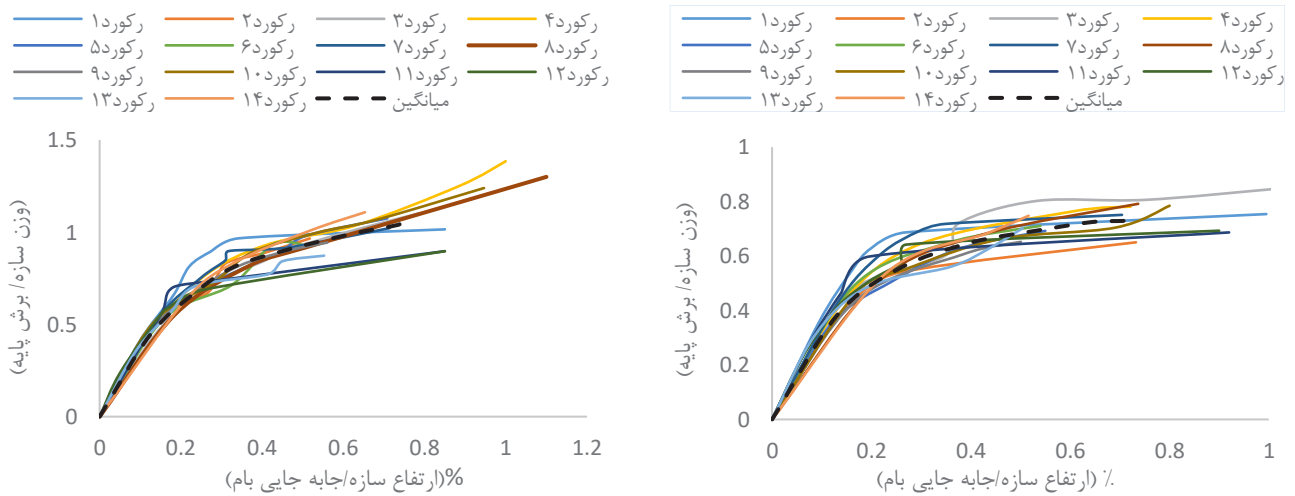 رکورد۱ رکورد۲ رکورد۳ رکورد۴
رکورد۵ رکورد۶ رکورد۷ رکورد۸
رکورد۹ رکورد۱۰ رکورد۱۱ رکورد۱۲
رکورد۱۳ رکورد۱۴ میانگین
1.5
1
0.5
0
(وزن سازه/ برش پایه)
0 0.2 0.4 0.6 0.8 1 1.2
%(ارتفاع سازه/جابه جایی بام)
رکورد۱ رکورد۲ رکورد۳ رکورد۴
رکورد۵ رکورد۶ رکورد۷ رکورد۸
رکورد۹ رکورد۱۰ رکورد۱۱ رکورد۱۲
رکورد۱۳ رکورد۱۴ میانگین
1
0.8
0.6
0.4
0.2
0
(وزن سازه/ برش پایه)
0 0.2 0.4 0.6 0.8 1
٪ (ارتفاع سازه/جابه جایی بام)